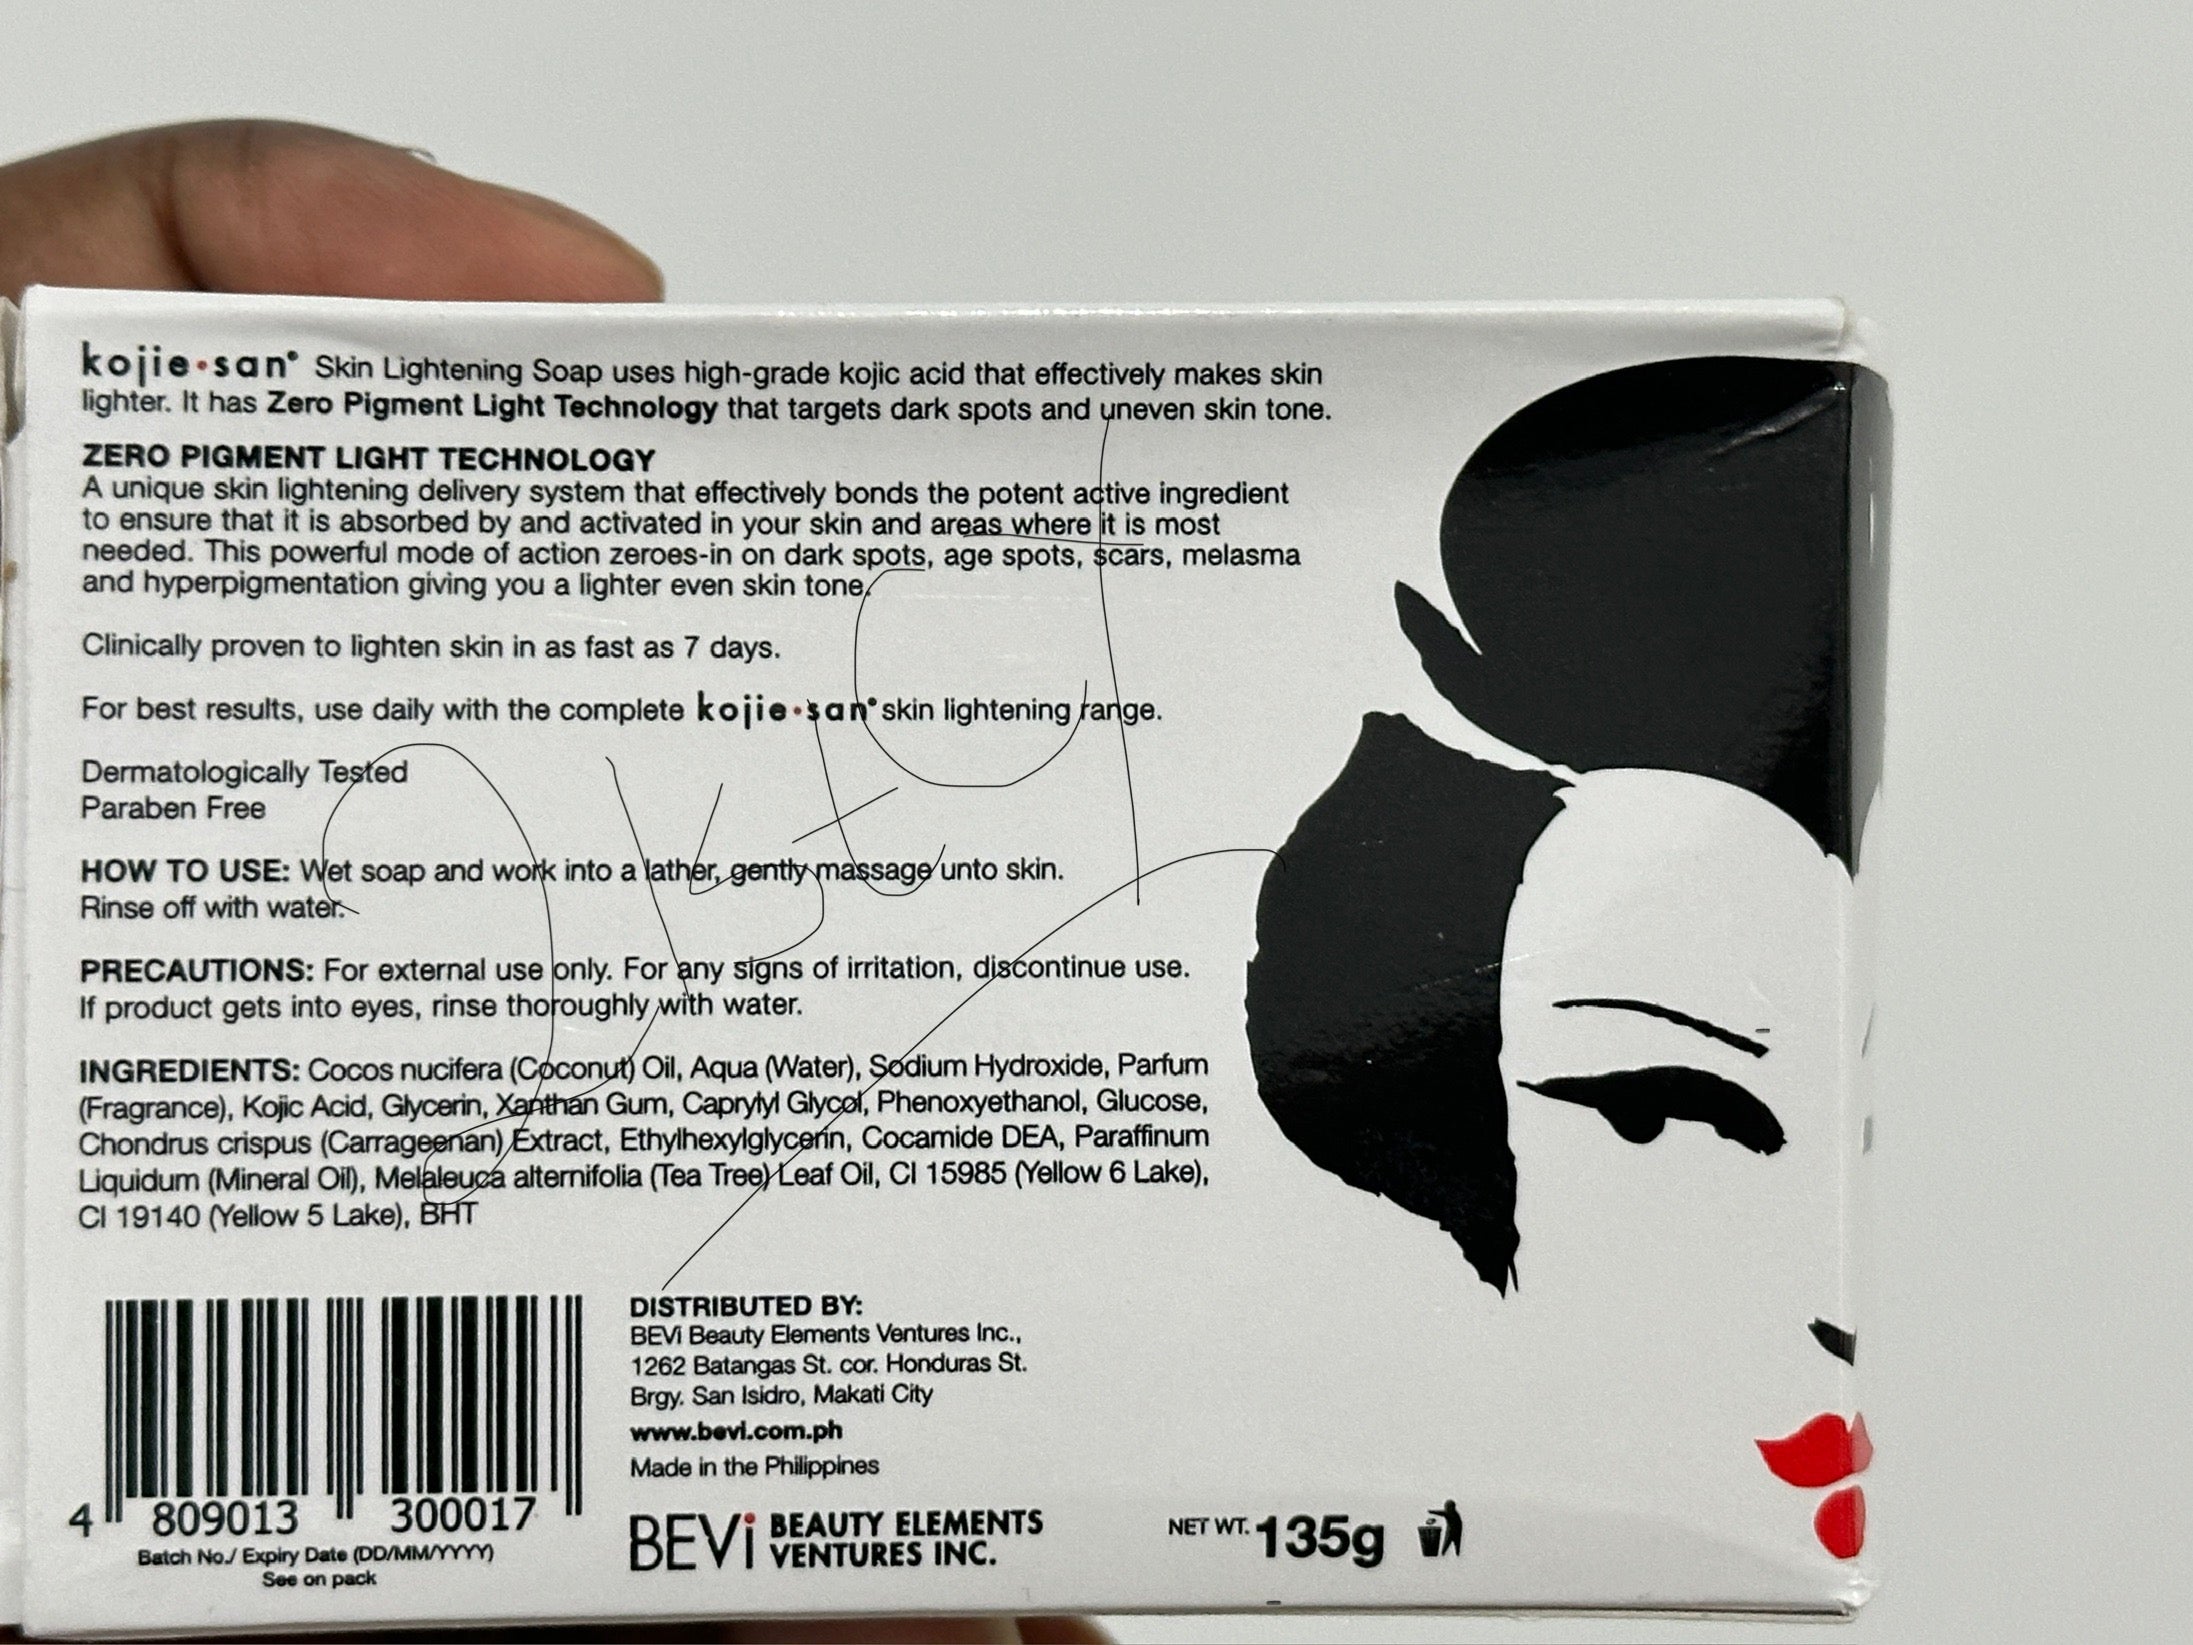 kojie•san® Skin Lightening Soap uses high-grade kojic acid that effectively makes skin
lighter. It has Zero Pigment Light Technology that targets dark spots and uneven skin tone.
ZERO PIGMENT LIGHT TECHNOLOGY
A unique skin lightening delivery system that effectively bonds the potent active ingredient
to ensure that it is absorbed by and activated in your skin and areas where it is most
needed. This powerful mode of action zeroes-in on dark spots, age spots, scars, melasma
and hyperpigmentation giving you a lighter even skin tone.
Clinically proven to lighten skin in as fast as 7 days.
For best results, use daily with the complete kojie•san® skin lightening range.
Dermatologically Tested
Paraben Free
HOW TO USE: Wet soap and work into a lather, gently massage unto skin.
Rinse off with water.
PRECAUTIONS: For external use only. For any signs of irritation, discontinue use.
If product gets into eyes, rinse thoroughly with water.
INGREDIENTS: Cocos nucifera (Coconut) Oil, Aqua (Water), Sodium Hydroxide, Parfum
(Fragrance), Kojic Acid, Glycerin, Xanthan Gum, Caprylyl Glycol, Phenoxyethanol, Glucose,
Chondrus crispus (Carrageenan) Extract, Ethylhexylglycerin, Cocamide DEA, Paraffinum
Liquidum (Mineral Oil), Melaleuca alternifolia (Tea Tree) Leaf Oil, CI 15985 (Yellow 6 Lake),
CI 19140 (Yellow 5 Lake), BHT
4 809013 300017
Batch No./ Expiry Date (DD/MM/YYYY)
See on pack
DISTRIBUTED BY:
BEVi Beauty Elements Ventures Inc.,
1262 Batangas St. cor. Honduras St.
Brgy. San Isidro, Makati City
www.bevi.com.ph
Made in the Philippines
BEVi BEAUTY ELEMENTS
VENTURES INC.
NET WT. 135g